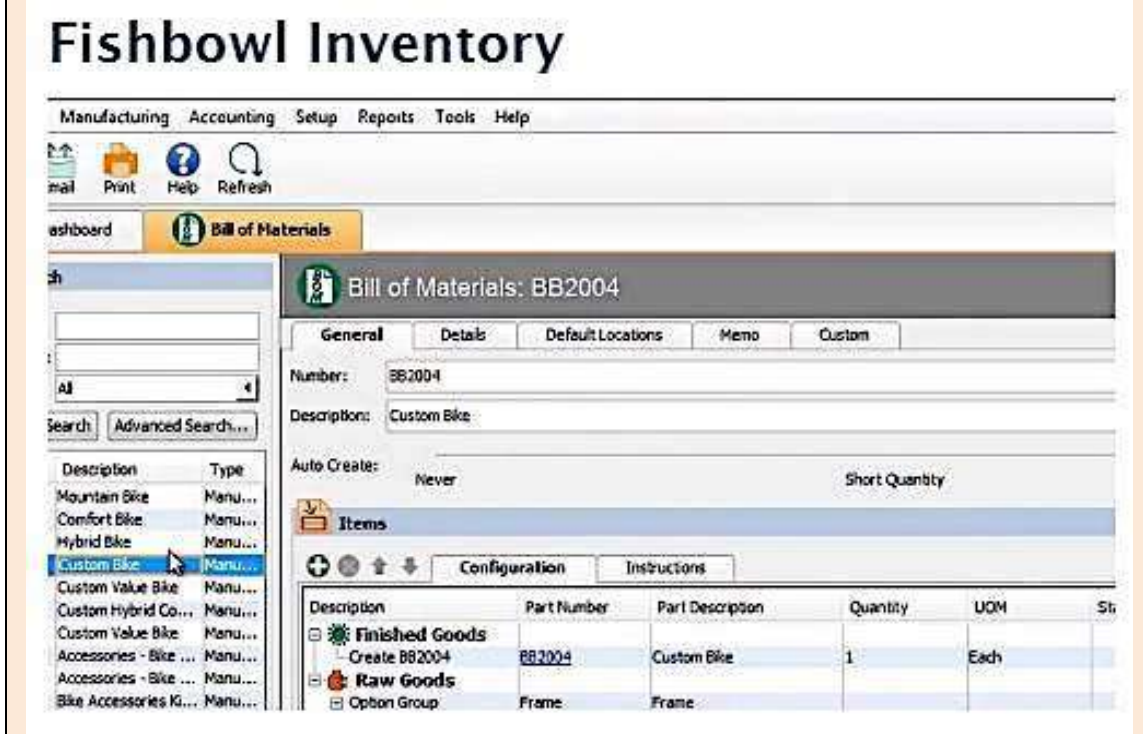 Fishbowl Inventory
Manufacturing Accounting Setup Reports Tools Help
mail Print Help Refresh
ashboard Bill of Materials
ch
Bill of Materials: BB2004
General Details Default Locations Memo Custom
Number: BB2004
:
All
Description: Custom Bike
Search Advanced Search...
Auto Create: Never Short Quantity
Description Type
Mountain Bike Manu...
Comfort Bike Manu...
Hybrid Bike Manu...
Custom Bike Manu...
Custom Value Bike Manu...
Custom Hybrid Co... Manu...
Custom Value Bike Manu...
Accessories - Bike ... Manu...
Accessories - Bike ... Manu...
Bike Accessories Ki... Manu...
Items
Configuration Instructions
Description Part Number Part Description Quantity UOM St
Finished Goods
Create BB2004 BB2004 Custom Bike 1 Each
Raw Goods
Option Group Frame Frame